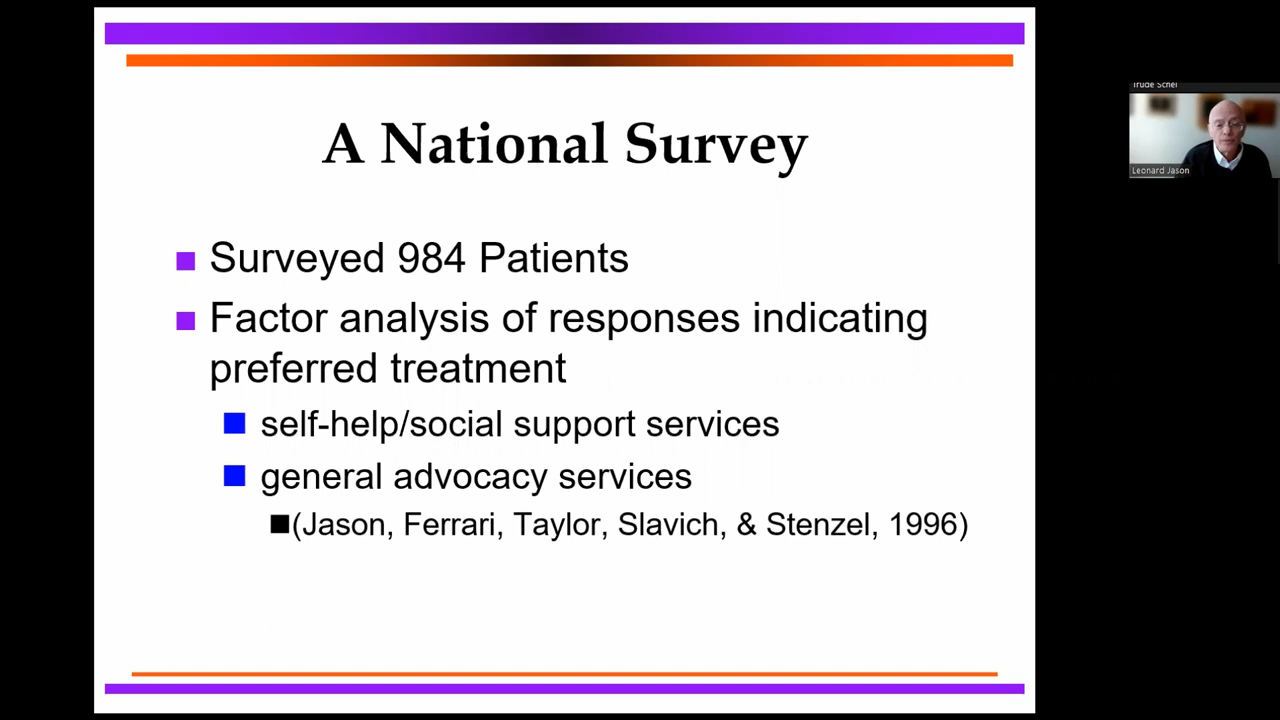 A National Survey
Surveyed 984 Patients
Factor analysis of responses indicating
preferred treatment
self-help/social support services
general advocacy services
(Jason, Ferrari, Taylor, Slavich, & Stenzel, 1996)
Trude Schei
Leonard Jason